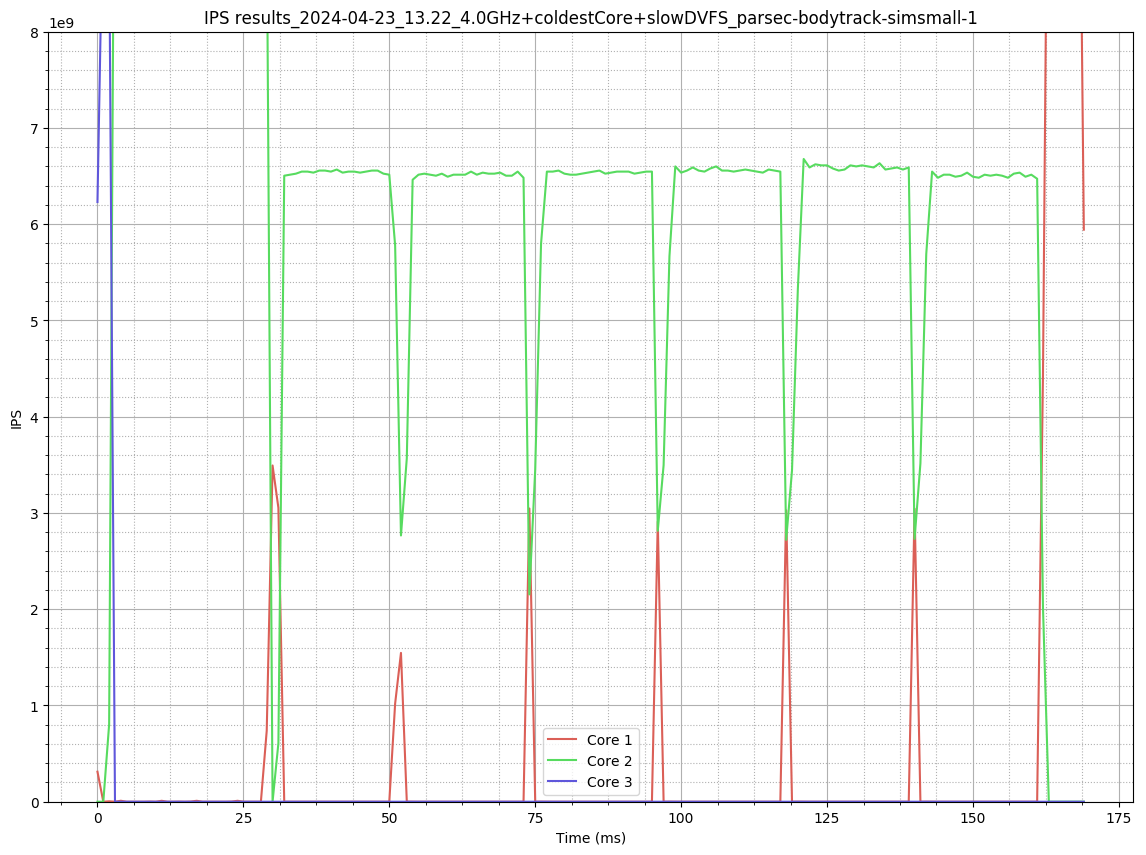 IPS results_2024-04-23_13.22_4.0GHz+coldestCore+slowDVFS_parsec-bodytrack-simsmall-1
1e9
8
7
6
5
4
3
2
1
0
IPS
Core 1
Core 2
Core 3
0 25 50 75 100 125 150 175
Time (ms)